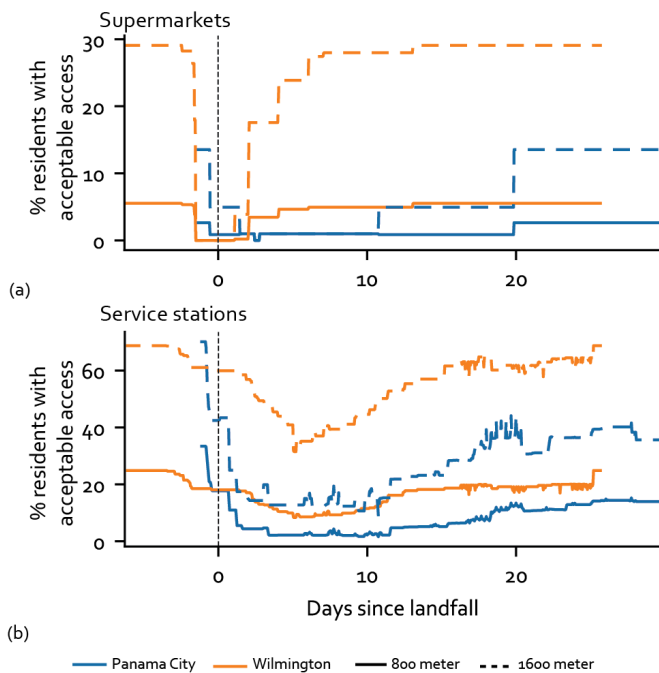 Supermarkets
% residents with
acceptable access
30
20
10
0
0
10
20
(a)
Service stations
% residents with
acceptable access
60
40
20
0
0
10
20
Days since landfall
(b)
Panama City
Wilmington
800 meter
1600 meter